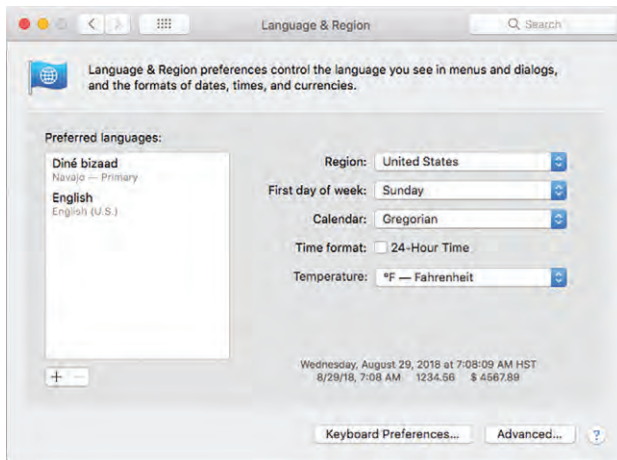 Language & Region
Search
Language & Region preferences control the language you see in menus and dialogs,
and the formats of dates, times, and currencies.
Preferred languages:
Diné bizaad
Navajo — Primary
English
English (U.S.)
Region: United States
First day of week: Sunday
Calendar: Gregorian
Time format: 24-Hour Time
Temperature: °F — Fahrenheit
Wednesday, August 29, 2018 at 7:08:09 AM HST
8/29/18, 7:08 AM 1234.56 $ 4567.89
+ −
Keyboard Preferences... Advanced... ?